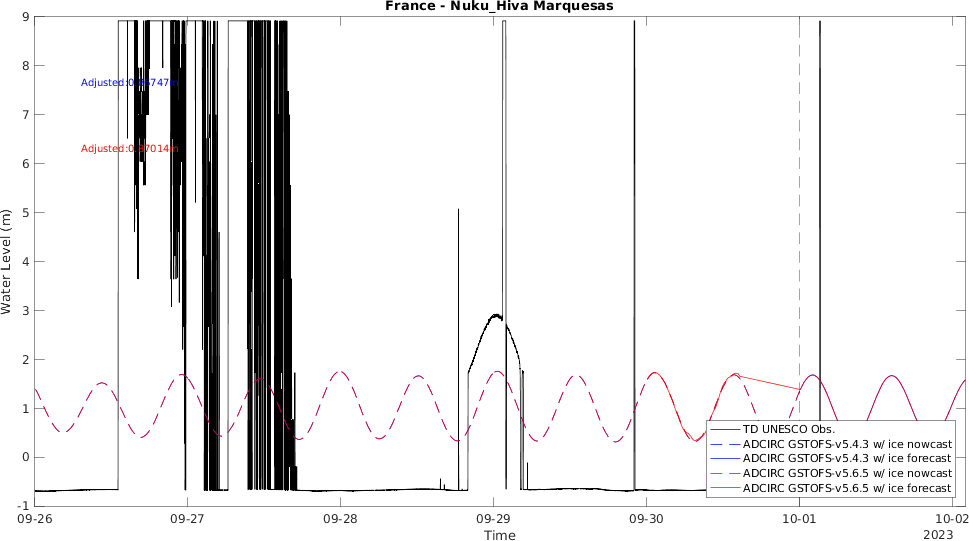 France - Nuku_Hiva Marquesas
9
8
7
6
5
4
3
2
1
0
-1
Water Level (m)
Adjusted:
Adjusted:
TD UNESCO Obs.
ADCIRC GSTOFS-v5.4.3 w/ ice nowcast
ADCIRC GSTOFS-v5.4.3 w/ ice forecast
ADCIRC GSTOFS-v5.6.5 w/ ice nowcast
ADCIRC GSTOFS-v5.6.5 w/ ice forecast
09-26 09-27 09-28 09-29 09-30 10-01 10-02
Time
2023